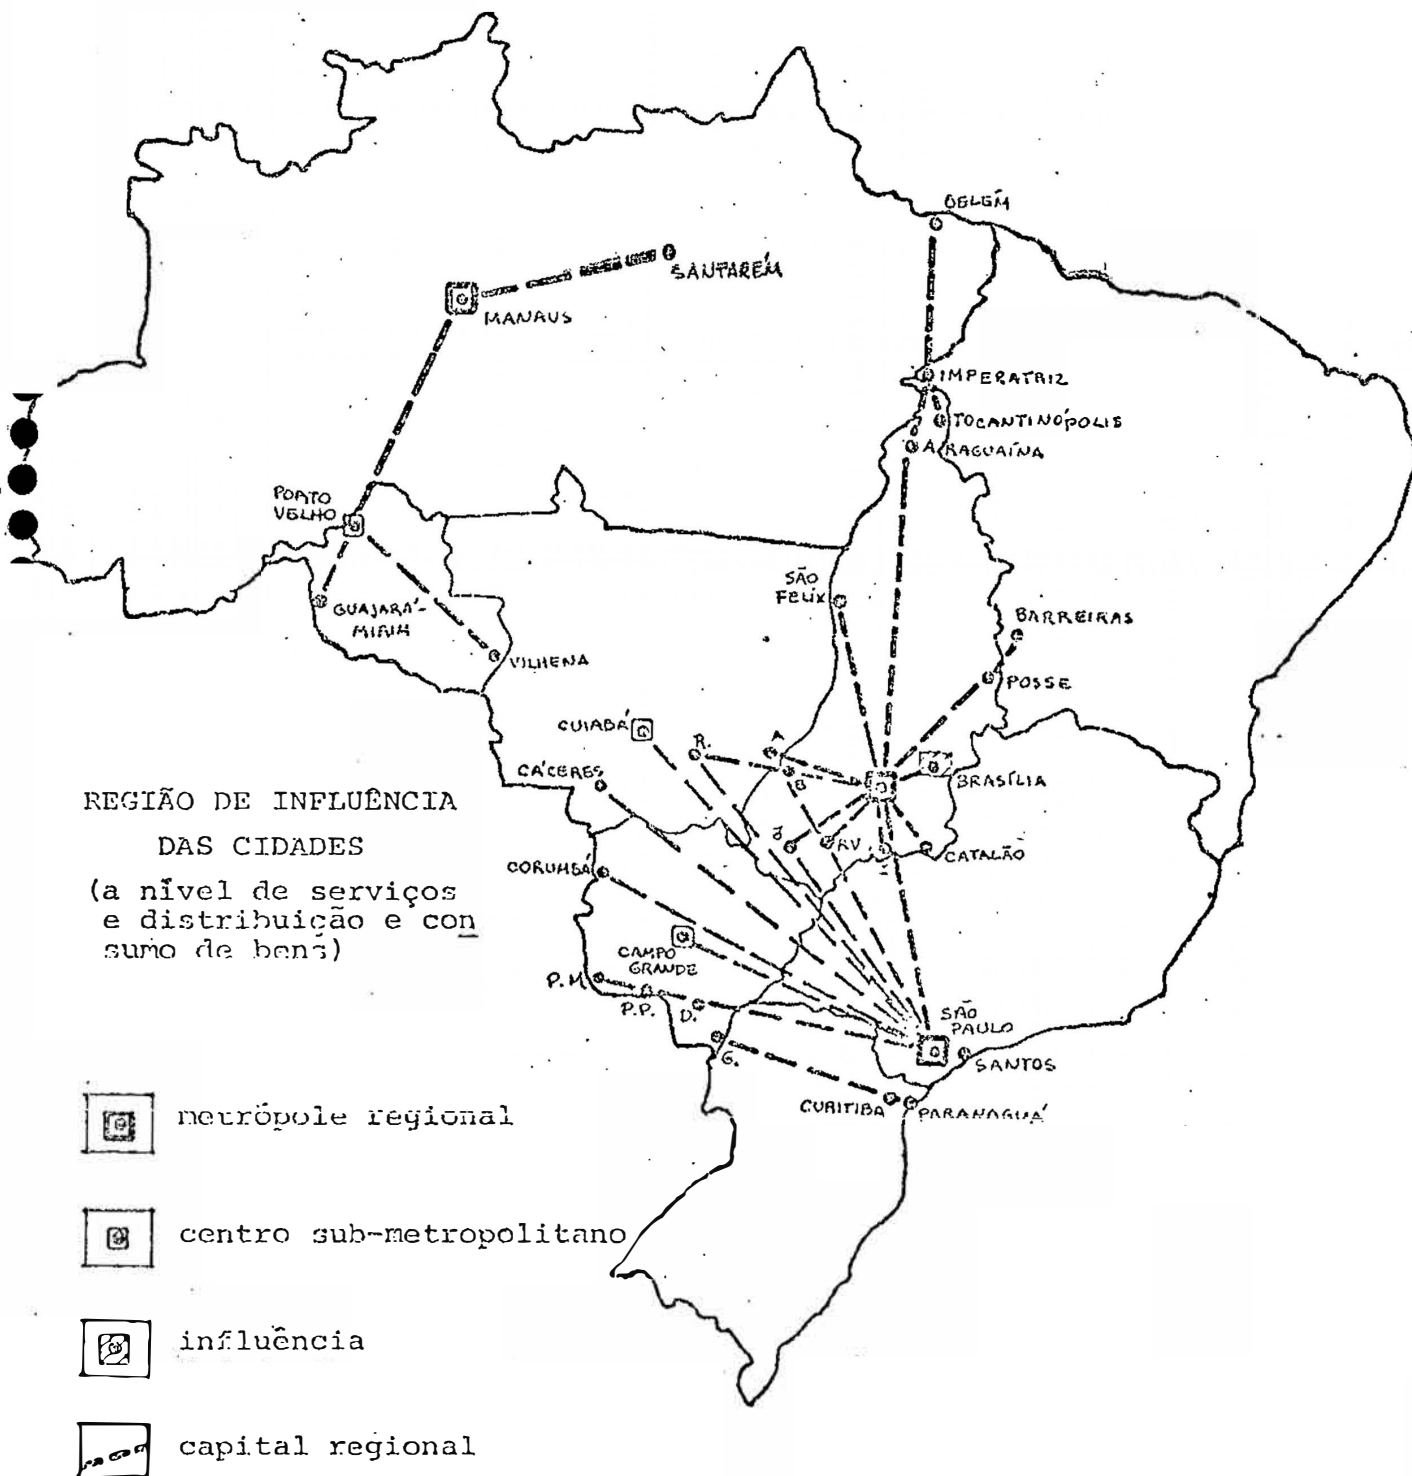 BELÉM
SANTARÉM
MANAUS
IMPERATRIZ
TOCANTINÓPOLIS
ARAGUAÍNA
PORTO
VELHO
SÃO
FELIX
GUAJARÁ-
MIRIM
BARREIRAS
VILHENA
POSSE
CUIABÁ
R.
A
CÁCERES
B
BRASÍLIA
REGIÃO DE INFLUÊNCIA
DAS CIDADES
J
RV
I
CATALÃO
CORUMBÁ
(a nível de serviços
e distribuição e con
sumo de bens)
CAMPO
GRANDE
P.M.
P.P.
D.
SÃO
PAULO
G.
SANTOS
CURITIBA
PARANAGUÁ
metrópole regional
centro sub-metropolitano
influência
capital regional